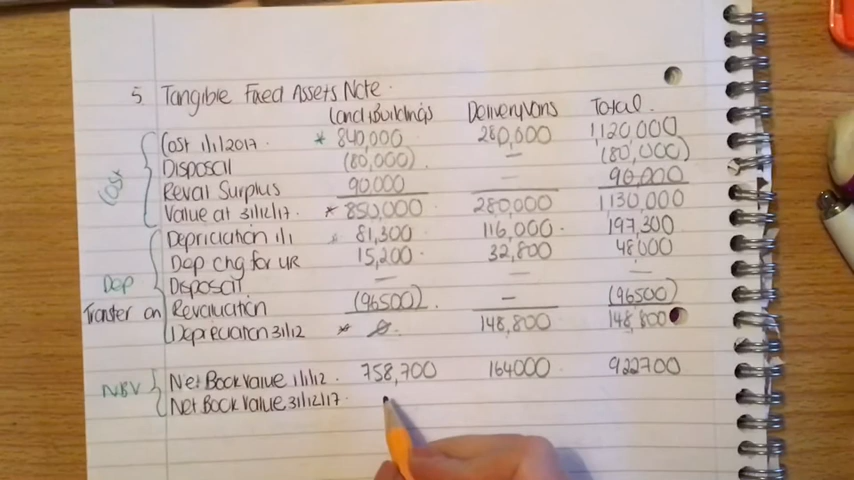 5. Tangible Fixed Assets Note.
Land & Buildings Delivery Vans Total.
Cost 1/1/2017. * 840,000 280,000 1,120,000
Disposal (80,000). — (80,000)
Reval Surplus 90,000 — 90,000
Cost
Value at 31/12/17. * 850,000 280,000 1,130,000
Depriciation 1/1 81,300 116,000. 197,300
Dep chg for YR 15,200. 32,800 48000
Dep
Disposal — — —
Transfer on Revaluation (96500). — (96500)
Depreciation 31/12 * 0. 148,800 148,800
NBV
Net Book Value 1/1/12. 758,700 164000 922700
Net Book Value 31/12/17.